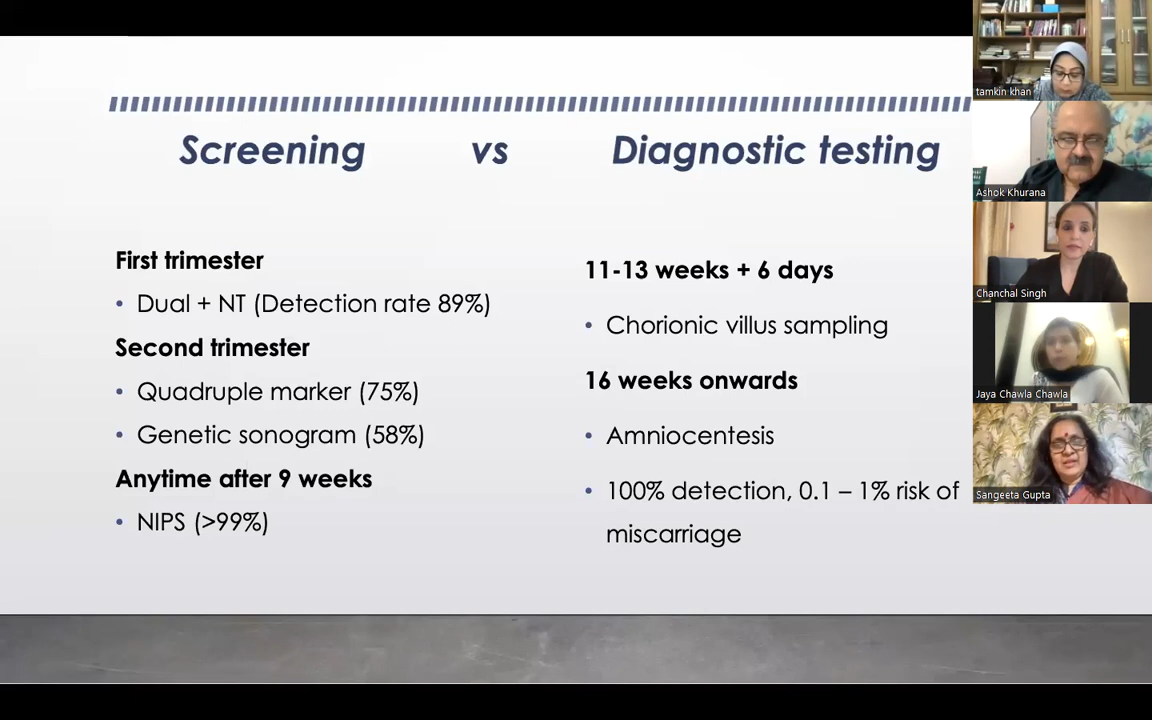 Screening vs Diagnostic testing
First trimester
• Dual + NT (Detection rate 89%)
Second trimester
• Quadruple marker (75%)
• Genetic sonogram (58%)
Anytime after 9 weeks
• NIPS (>99%)
11-13 weeks + 6 days
• Chorionic villus sampling
16 weeks onwards
• Amniocentesis
• 100% detection, 0.1 – 1% risk of
miscarriage
tamkin khan
Ashok Khurana
Chanchal Singh
Jaya Chawla Chawla
Sangeeta Gupta